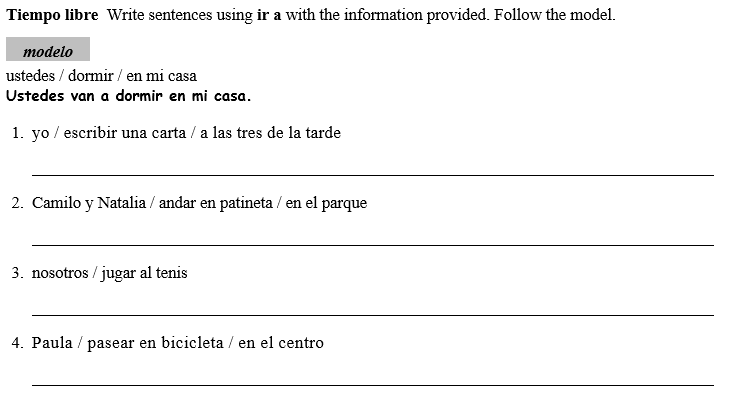 Tiempo libre Write sentences using ir a with the information provided. Follow the model.
modelo
ustedes / dormir / en mi casa
Ustedes van a dormir en mi casa.
1. yo / escribir una carta / a las tres de la tarde
2. Camilo y Natalia / andar en patineta / en el parque
3. nosotros / jugar al tenis
4. Paula / pasear en bicicleta / en el centro